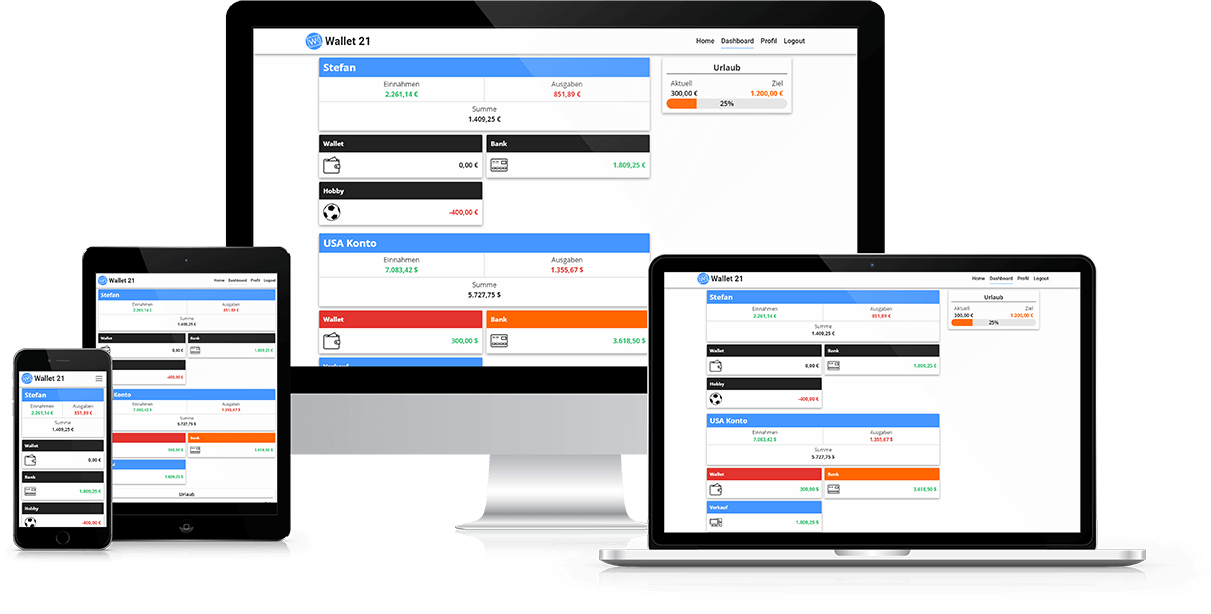 Wallet 21
Home Dashboard Profil Logout
Stefan
Einnahmen Ausgaben
2.261,14 € 851,89 €
Summe
1.409,25 €
Wallet Bank
0,00 € 1.809,25 €
Hobby
-400,00 €
USA Konto
Einnahmen Ausgaben
7.083,42 $ 1.355,67 $
Summe
5.727,75 $
Wallet Bank
300,00 $ 3.618,50 $
Urlaub
Aktuell Ziel
300,00 € 1.200,00 €
25%
Wallet 21
Home Dashboard Profil Logout
Stefan
Einnahmen Ausgaben
2.261,14 € 851,89 €
Summe
1.409,25 €
Wallet Bank
0,00 € 1.809,25 €
-400,00 €
Konto
Einnahmen Ausgaben
7.083,42 $ 1.355,67 $
Summe
5.727,75 $
Bank
300,00 $ 3.618,50 $
1.809,25 $
Urlaub
Wallet 21
Stefan
Einnahmen Ausgaben
2.261,14 € 851,89 €
Summe
1.409,25 €
Wallet
0,00 €
Bank
1.809,25 €
Hobby
-400,00 €
Wallet 21
Home Dashboard Profil Logout
Stefan
Einnahmen Ausgaben
2.261,14 € 851,89 €
Summe
1.409,25 €
Wallet Bank
0,00 € 1.809,25 €
Hobby
-400,00 €
USA Konto
Einnahmen Ausgaben
7.083,42 $ 1.355,67 $
Summe
5.727,75 $
Wallet Bank
300,00 $ 3.618,50 $
Verkauf
1.809,25 $
Urlaub
Aktuell Ziel
300,00 € 1.200,00 €
25%